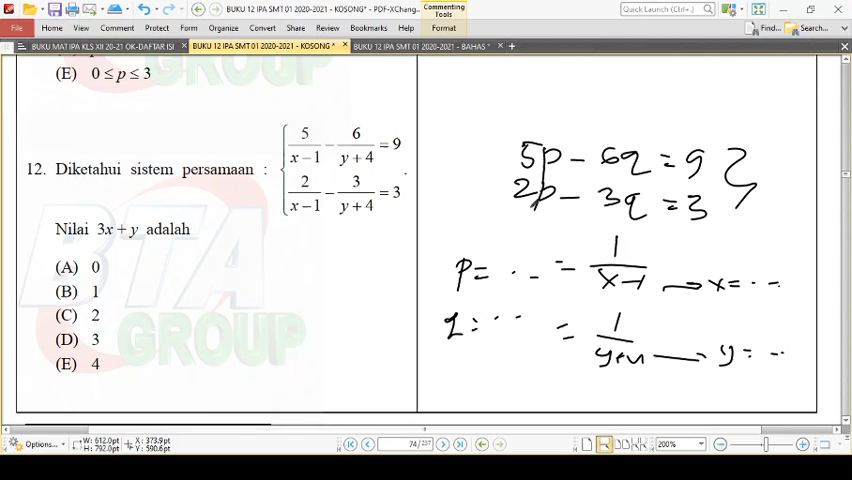 BUKU 12 IPA SMT 01 2020-2021 - KOSONG* - PDF-XChang
Commenting Tools
Quick Launch (Ctrl+.)
File Home Comment Protect Form Organize Convert Share Review Bookmarks Help Format
Find... Search...
BUKU MAT IPA KLS XII 20-21 OK-DAFTAR ISI × BUKU 12 IPA SMT 01 2020-2021 - KOSONG * × BUKU 12 IPA SMT 01 2020-2021 - BAHAS * ×
(E) 0 ≤ p ≤ 3
12. Diketahui sistem persamaan : { 5/(x−1) − 6/(y+4) = 9
2/(x−1) − 3/(y+4) = 3 .
Nilai 3x + y adalah
(A) 0
(B) 1
(C) 2
(D) 3
(E) 4
BTA
GROUP
5p − 6q = 9 }
2p − 3q = 3
p = ... = 1/(x−1) → x = ...
q = ... = 1/(y+4) → y = ...
Options... W: 612.0pt H: 792.0pt X: 373.9pt Y: 590.6pt 74 / 237 200%